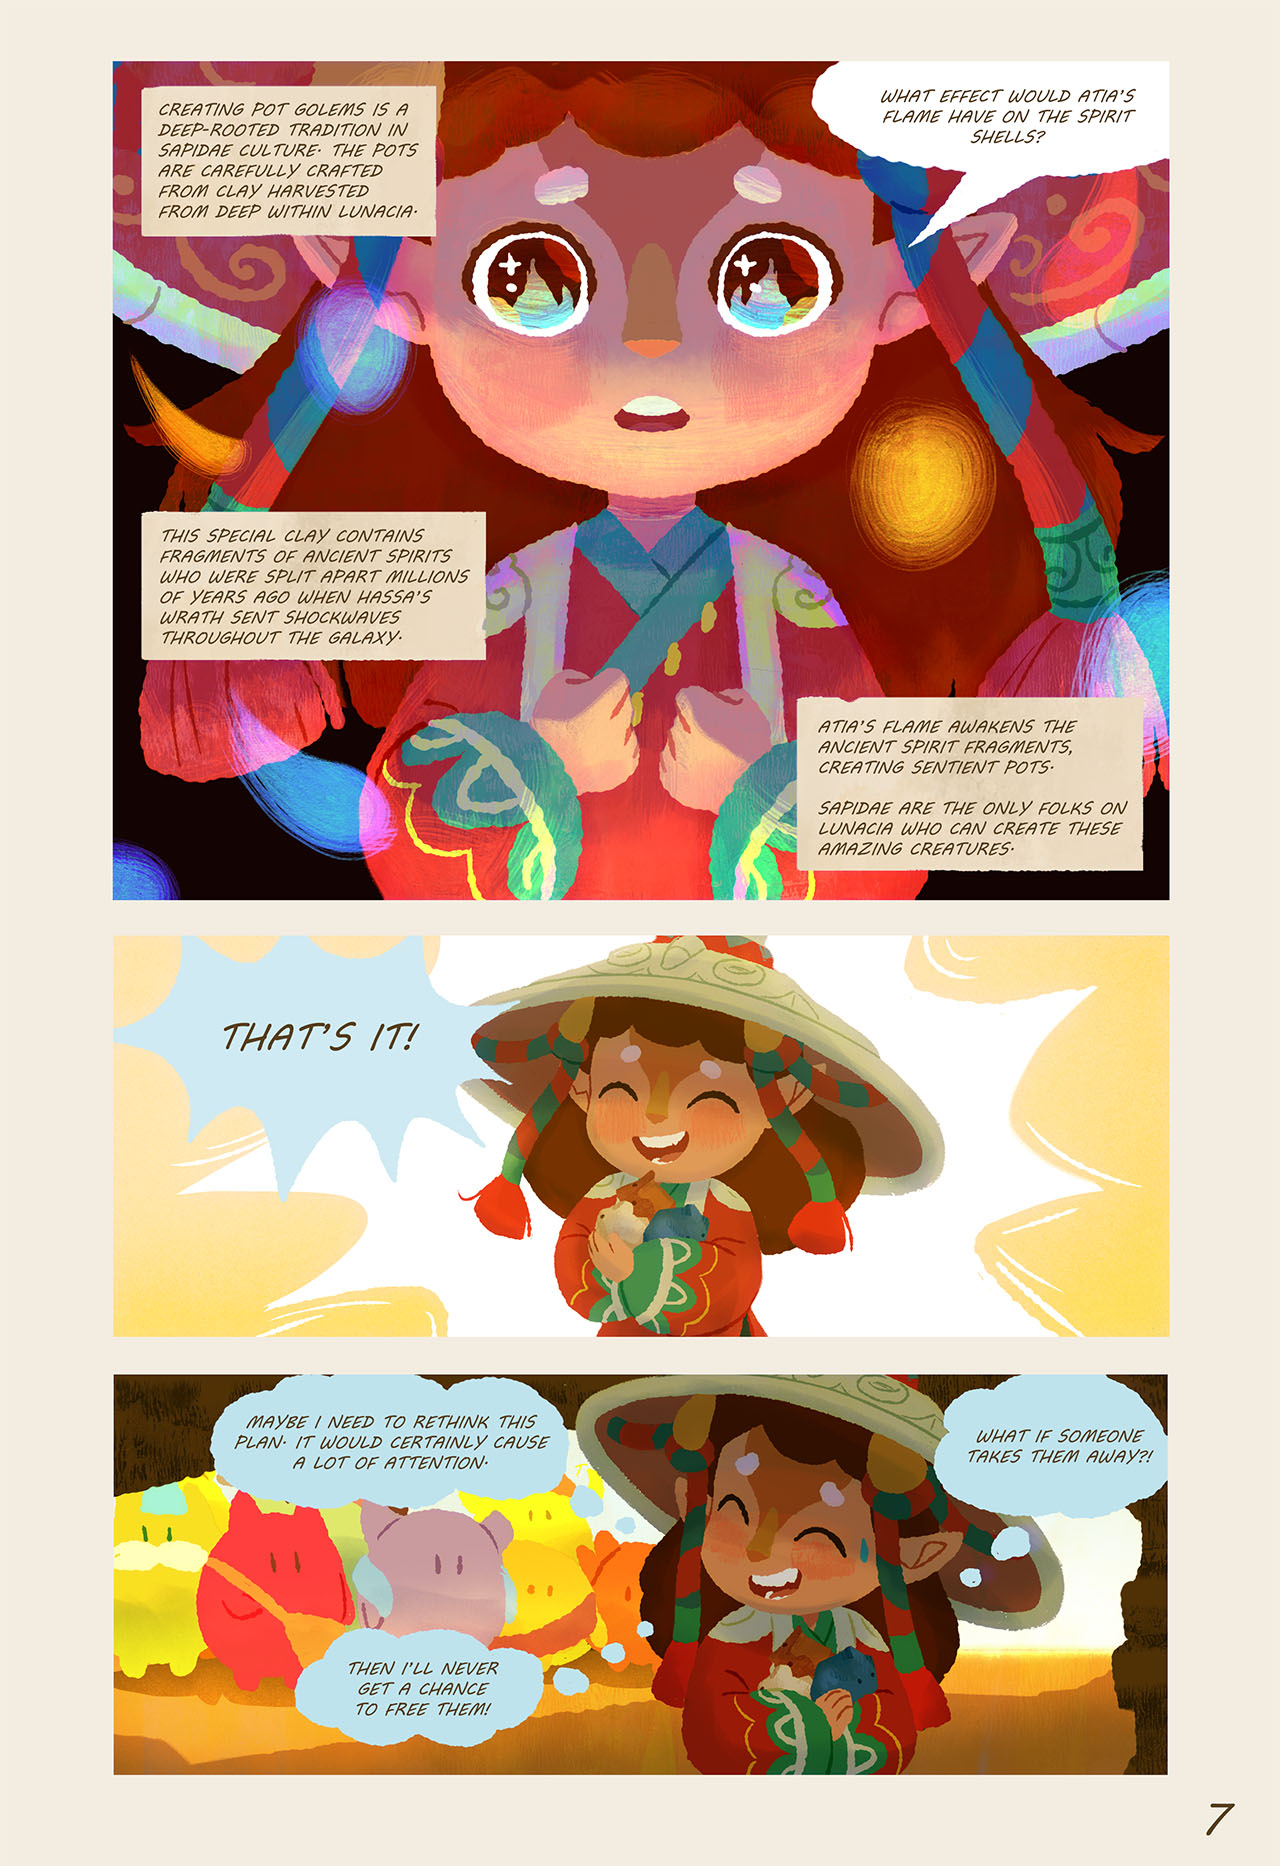 CREATING POT GOLEMS IS A
DEEP-ROOTED TRADITION IN
SAPIDAE CULTURE. THE POTS
ARE CAREFULLY CRAFTED
FROM CLAY HARVESTED
FROM DEEP WITHIN LUNACIA.
WHAT EFFECT WOULD ATIA'S
FLAME HAVE ON THE SPIRIT
SHELLS?
THIS SPECIAL CLAY CONTAINS
FRAGMENTS OF ANCIENT SPIRITS
WHO WERE SPLIT APART MILLIONS
OF YEARS AGO WHEN HASSA'S
WRATH SENT SHOCKWAVES
THROUGHOUT THE GALAXY.
ATIA'S FLAME AWAKENS THE
ANCIENT SPIRIT FRAGMENTS,
CREATING SENTIENT POTS.
SAPIDAE ARE THE ONLY FOLKS ON
LUNACIA WHO CAN CREATE THESE
AMAZING CREATURES.
THAT'S IT!
MAYBE I NEED TO RETHINK THIS
PLAN. IT WOULD CERTAINLY CAUSE
A LOT OF ATTENTION.
WHAT IF SOMEONE
TAKES THEM AWAY?!
THEN I'LL NEVER
GET A CHANCE
TO FREE THEM!
7